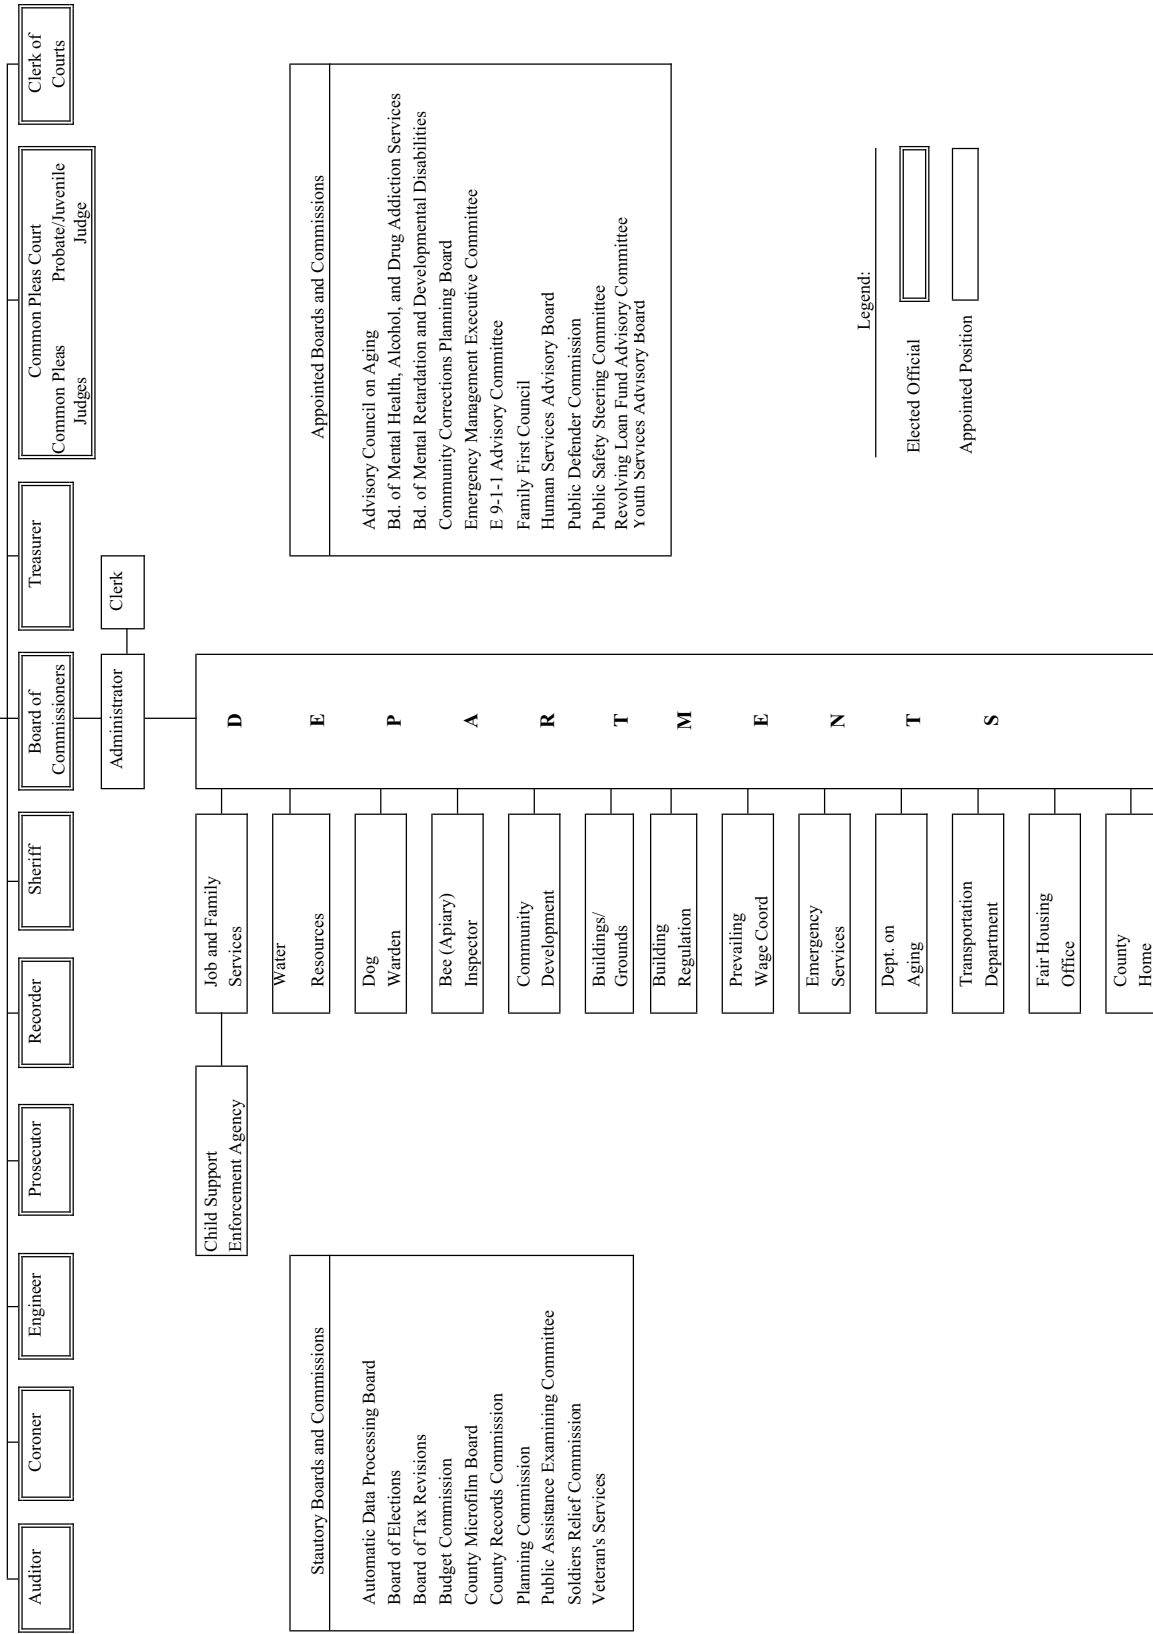 Auditor
Coroner
Engineer
Prosecutor
Recorder
Sheriff
Board of
Commissioners
Treasurer
Common Pleas Court
Common Pleas Probate/Juvenile
Judges Judge
Clerk of
Courts
Administrator
Clerk
Child Support
Enforcement Agency
Job and Family
Services
Water
Resources
Dog
Warden
Bee (Apiary)
Inspector
Community
Development
Buildings/
Grounds
Building
Regulation
Prevailing
Wage Coord
Emergency
Services
Dept. on
Aging
Transportation
Department
Fair Housing
Office
County
Home
D
E
P
A
R
T
M
E
N
T
S
Stautory Boards and Commissions
Automatic Data Processing Board
Board of Elections
Board of Tax Revisions
Budget Commission
County Microfilm Board
County Records Commission
Planning Commission
Public Assistance Examining Committee
Soldiers Relief Commission
Veteran's Services
Appointed Boards and Commissions
Advisory Council on Aging
Bd. of Mental Health, Alcohol, and Drug Addiction Services
Bd. of Mental Retardation and Developmental Disabilities
Community Corrections Planning Board
Emergency Management Executive Committee
E 9-1-1 Advisory Committee
Family First Council
Human Services Advisory Board
Public Defender Commission
Public Safety Steering Committee
Revolving Loan Fund Advisory Committee
Youth Services Advisory Board
Legend:
Elected Official
Appointed Position